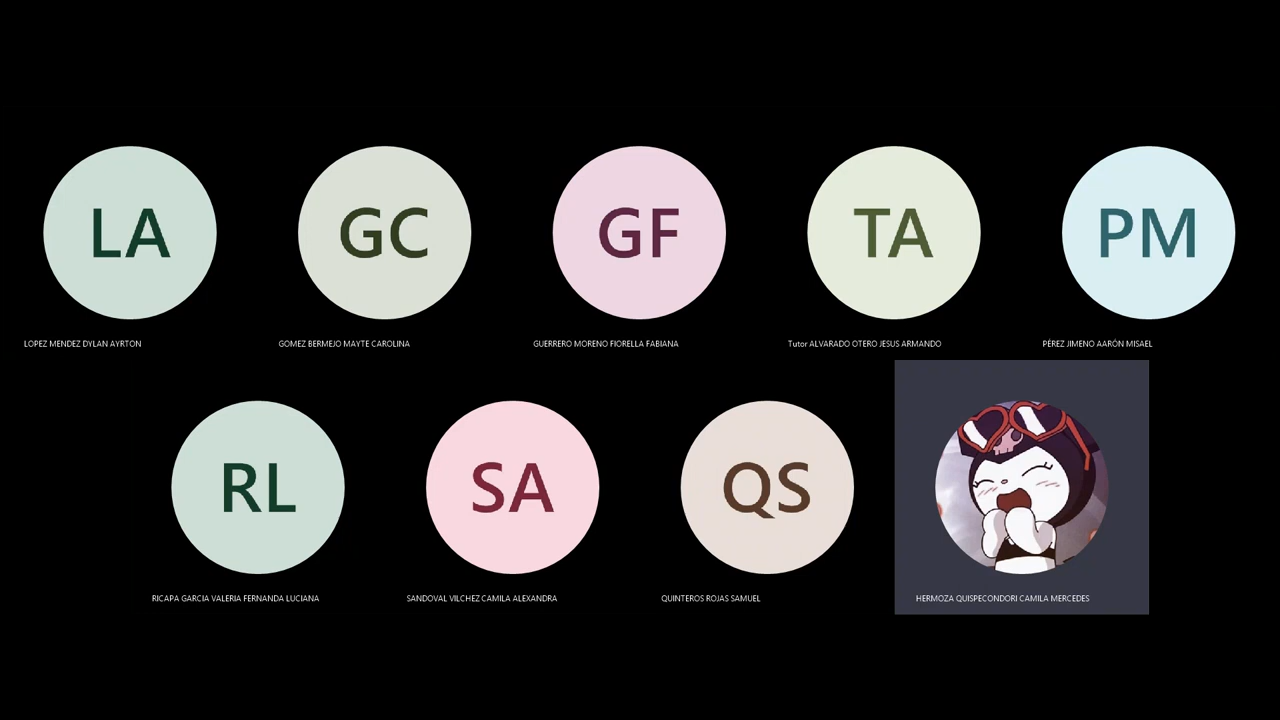 LA
GC
GF
TA
PM
LOPEZ MENDEZ DYLAN AYRTON
GOMEZ BERMEJO MAYTE CAROLINA
GUERRERO MORENO FIORELLA FABIANA
Tutor ALVARADO OTERO JESUS ARMANDO
PÉREZ JIMENO AARÓN MISAEL
RL
SA
QS
RICAPA GARCIA VALERIA FERNANDA LUCIANA
SANDOVAL VILCHEZ CAMILA ALEXANDRA
QUINTEROS ROJAS SAMUEL
HERMOZA QUISPECONDORI CAMILA MERCEDES